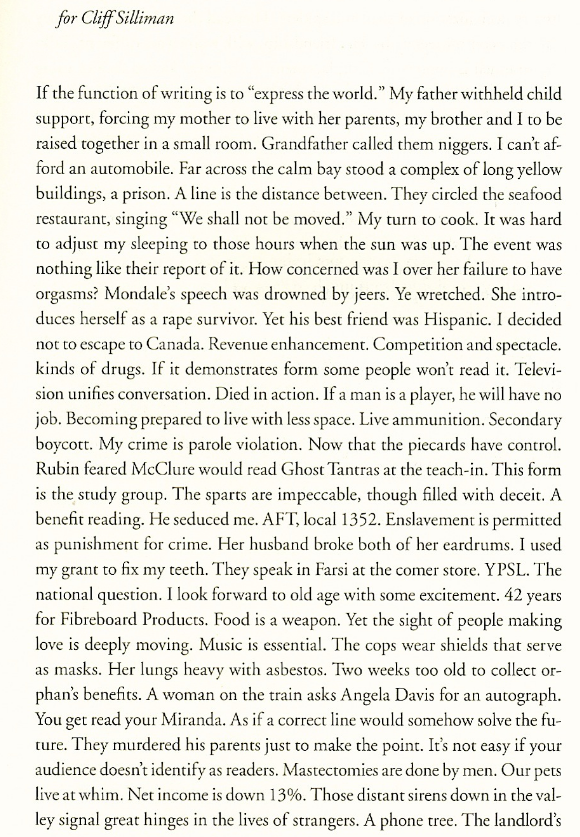 for Cliff Silliman
If the function of writing is to “express the world.” My father withheld child
support, forcing my mother to live with her parents, my brother and I to be
raised together in a small room. Grandfather called them niggers. I can’t af-
ford an automobile. Far across the calm bay stood a complex of long yellow
buildings, a prison. A line is the distance between. They circled the seafood
restaurant, singing “We shall not be moved.” My turn to cook. It was hard
to adjust my sleeping to those hours when the sun was up. The event was
nothing like their report of it. How concerned was I over her failure to have
orgasms? Mondale’s speech was drowned by jeers. Ye wretched. She intro-
duces herself as a rape survivor. Yet his best friend was Hispanic. I decided
not to escape to Canada. Revenue enhancement. Competition and spectacle.
kinds of drugs. If it demonstrates form some people won’t read it. Televi-
sion unifies conversation. Died in action. If a man is a player, he will have no
job. Becoming prepared to live with less space. Live ammunition. Secondary
boycott. My crime is parole violation. Now that the piecards have control.
Rubin feared McClure would read Ghost Tantras at the teach-in. This form
is the study group. The sparts are impeccable, though filled with deceit. A
benefit reading. He seduced me. AFT, local 1352. Enslavement is permitted
as punishment for crime. Her husband broke both of her eardrums. I used
my grant to fix my teeth. They speak in Farsi at the comer store. YPSL. The
national question. I look forward to old age with some excitement. 42 years
for Fibreboard Products. Food is a weapon. Yet the sight of people making
love is deeply moving. Music is essential. The cops wear shields that serve
as masks. Her lungs heavy with asbestos. Two weeks too old to collect or-
phan’s benefits. A woman on the train asks Angela Davis for an autograph.
You get read your Miranda. As if a correct line would somehow solve the fu-
ture. They murdered his parents just to make the point. It’s not easy if your
audience doesn’t identify as readers. Mastectomies are done by men. Our pets
live at whim. Net income is down 13%. Those distant sirens down in the val-
ley signal great hinges in the lives of strangers. A phone tree. The landlord’s